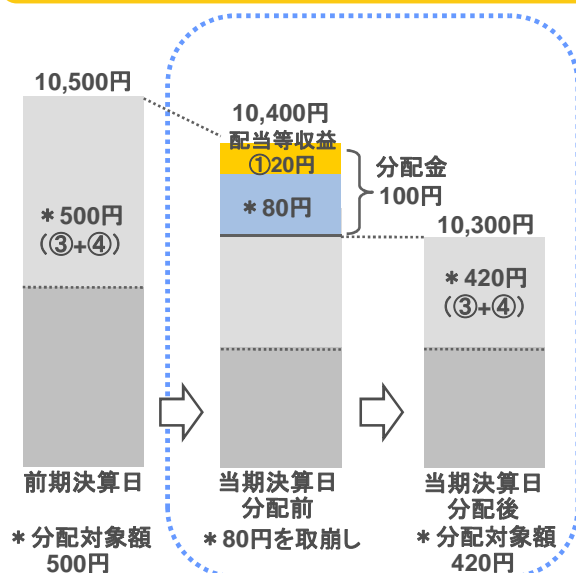 10,500円
10,400円
配当等収益
①20円
分配金
100円
＊500円
（③+④）
＊80円
10,300円
＊420円
（③+④）
前期決算日
当期決算日
分配前
当期決算日
分配後
＊分配対象額
500円
＊80円を取崩し
＊分配対象額
420円